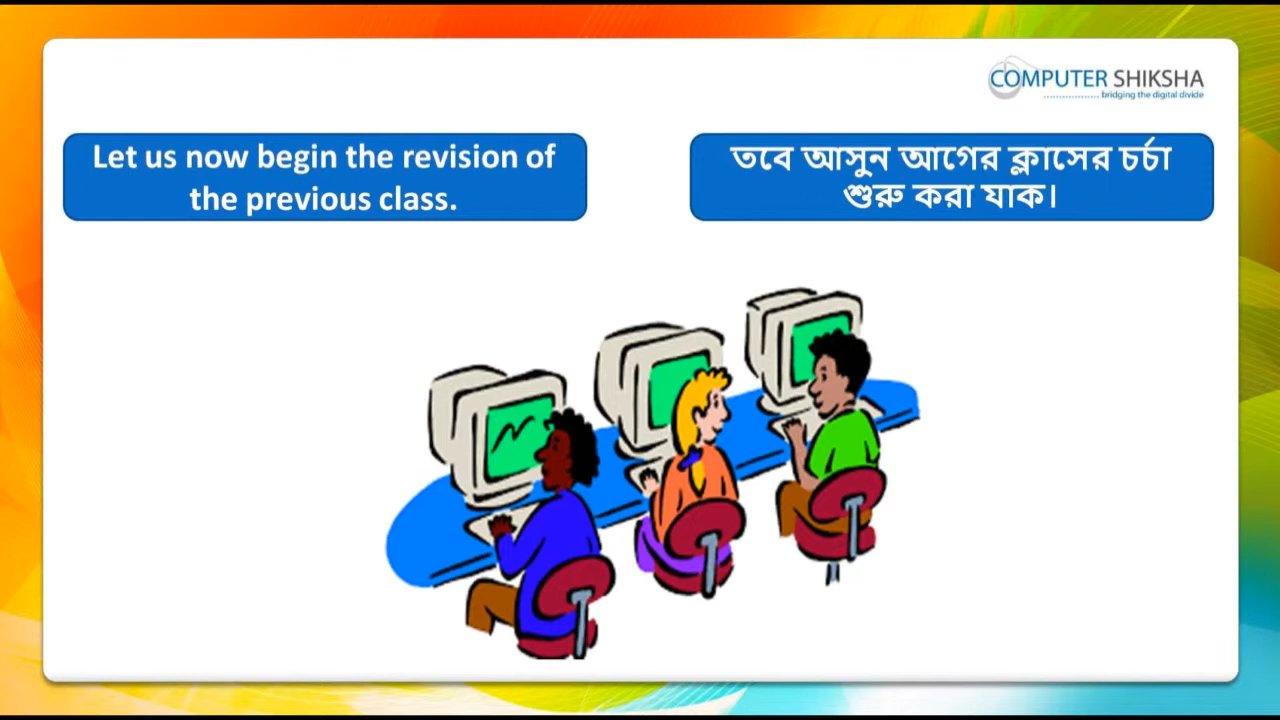 COMPUTER SHIKSHA
bridging the digital divide
Let us now begin the revision of
the previous class.
তবে আসুন আগের ক্লাসের চর্চা
শুরু করা যাক।